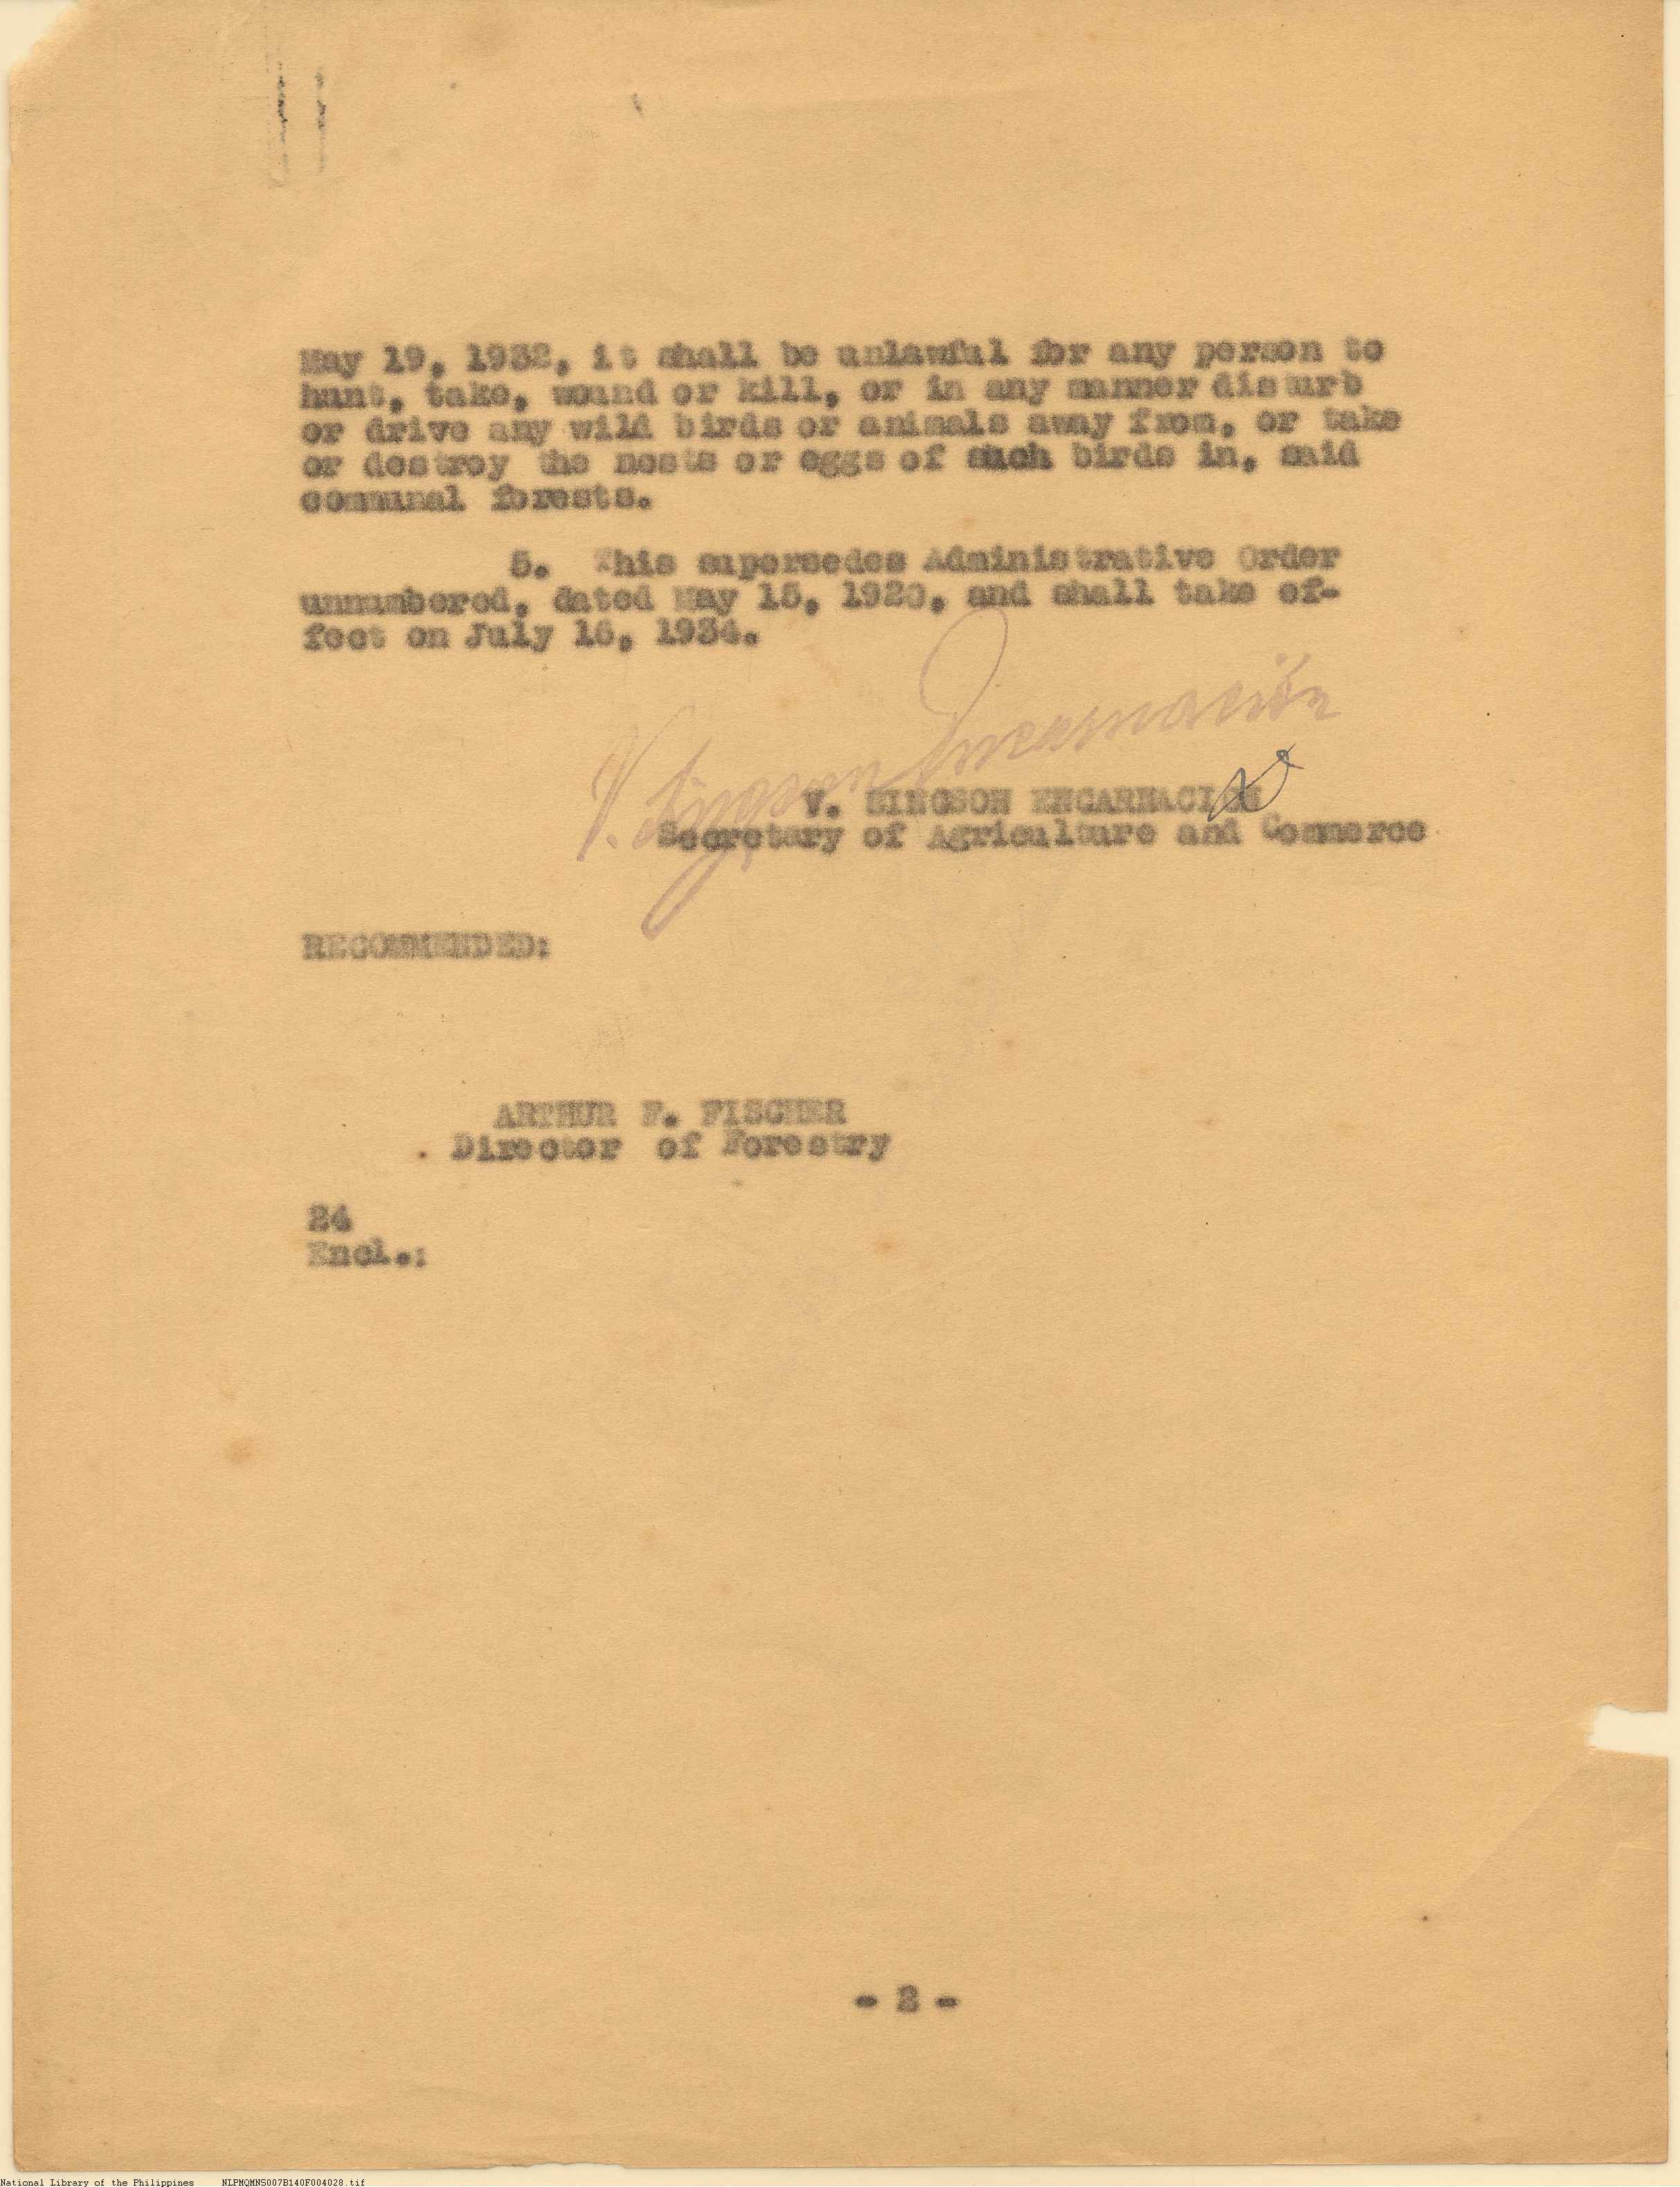 May 19, 1932, it shall be unlawful for any person to
hunt, take, wound or kill, or in any manner disturb
or drive any wild birds or animals away from, or take
or destroy the nests or eggs of such birds in, said
communal forests.
5. This supersedes Administrative Order
unnumbered, dated May 15, 1920, and shall take ef-
fect on July 16, 1934.
V. Singson Encarnación
V. SINGSON ENCARNACION
Secretary of Agriculture and Commerce
RECOMMENDED:
ARTHUR F. FISCHER
Director of Forestry
24
Encl.:
- 2 -
National Library of the Philippines NLPMQMNS007B140F004028.tif